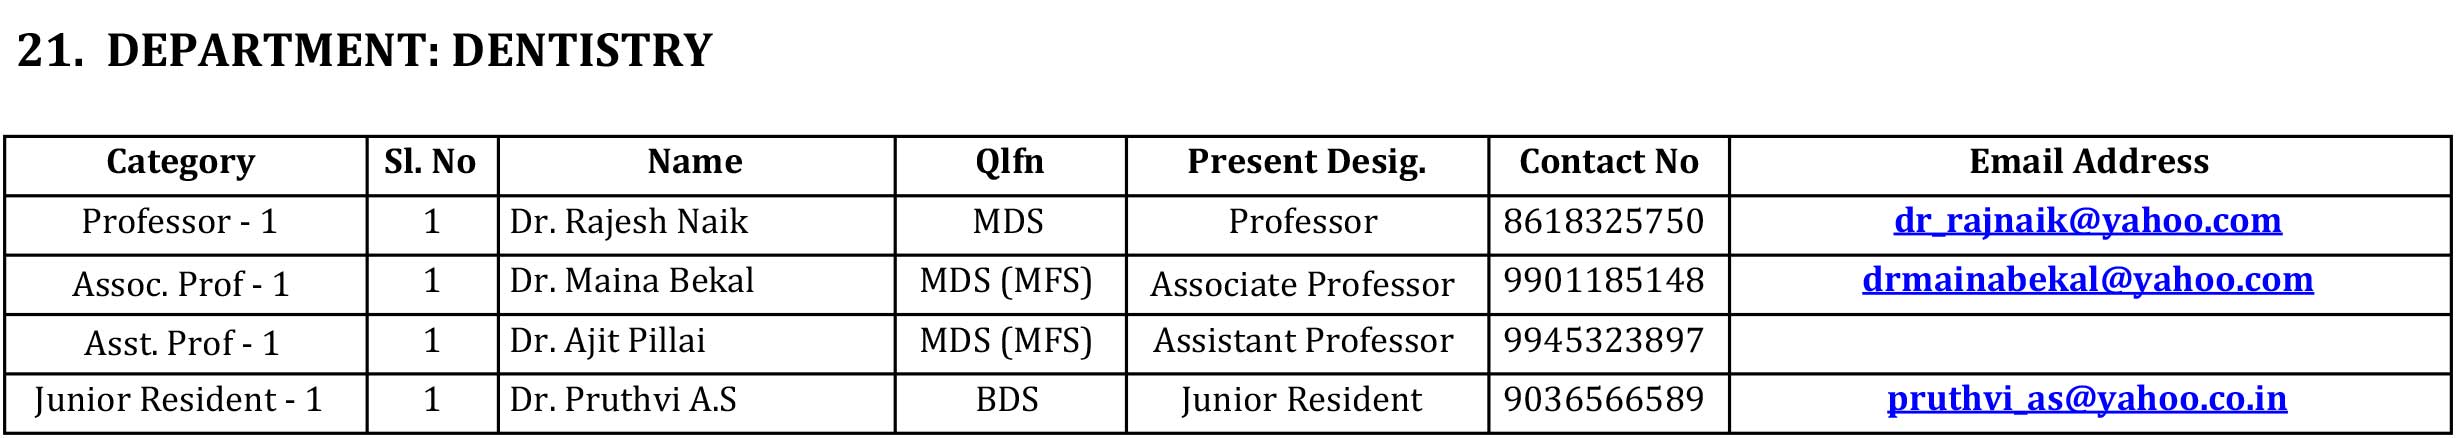 21. DEPARTMENT: DENTISTRY
Category Sl. No Name Qlfn Present Desig. Contact No Email Address
Professor - 1 1 Dr. Rajesh Naik MDS Professor 8618325750 dr_rajnaik@yahoo.com
Assoc. Prof - 1 1 Dr. Maina Bekal MDS (MFS) Associate Professor 9901185148 drmainabekal@yahoo.com
Asst. Prof - 1 1 Dr. Ajit Pillai MDS (MFS) Assistant Professor 9945323897
Junior Resident - 1 1 Dr. Pruthvi A.S BDS Junior Resident 9036566589 pruthvi_as@yahoo.co.in